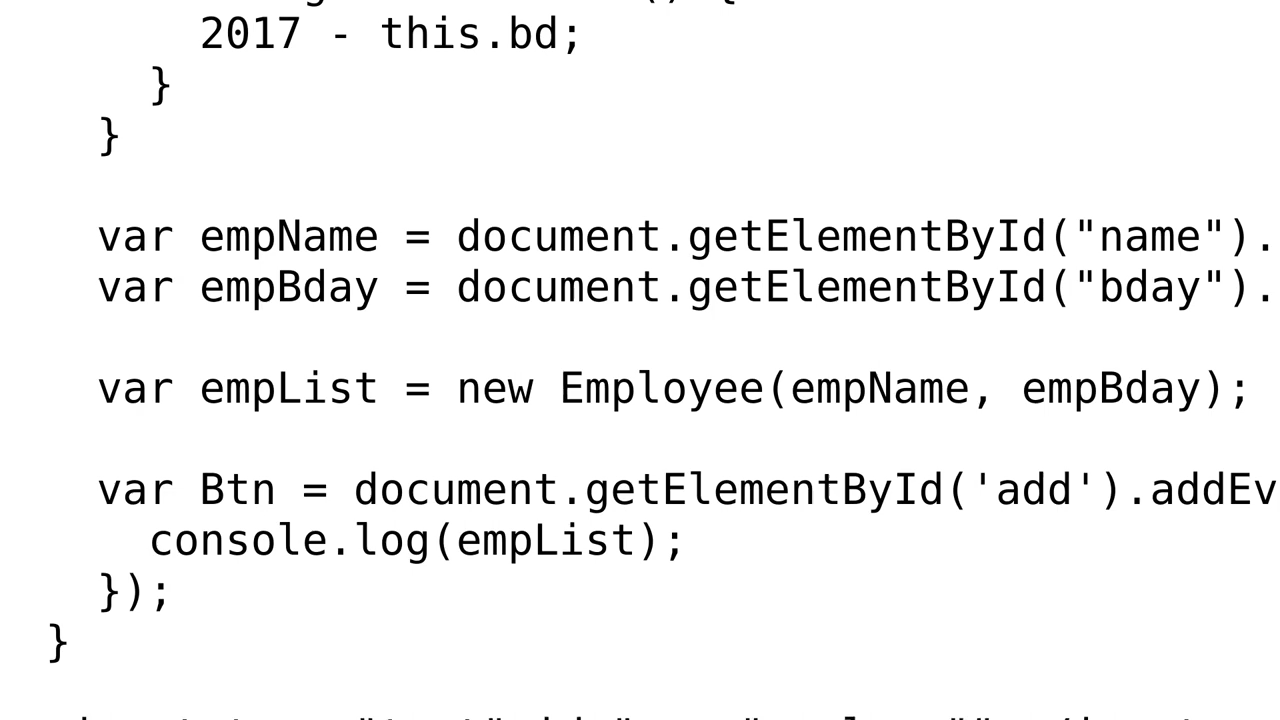 2017 - this.bd;
}
}
var empName = document.getElementById("name").
var empBday = document.getElementById("bday").
var empList = new Employee(empName, empBday);
var Btn = document.getElementById('add').addEv
console.log(empList);
});
}